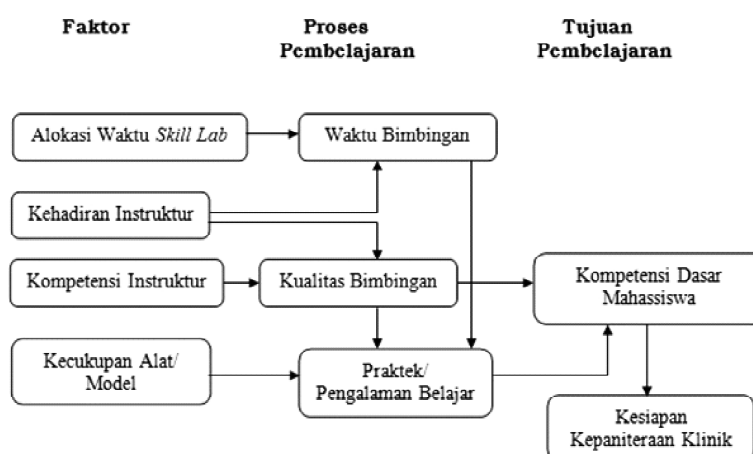 Faktor
Proses
Pembelajaran
Tujuan
Pembelajaran
Alokasi Waktu Skill Lab
Waktu Bimbingan
Kehadiran Instruktur
Kompetensi Instruktur
Kualitas Bimbingan
Kompetensi Dasar
Mahassiswa
Kecukupan Alat/
Model
Praktek/
Pengalaman Belajar
Kesiapan
Kepaniteraan Klinik